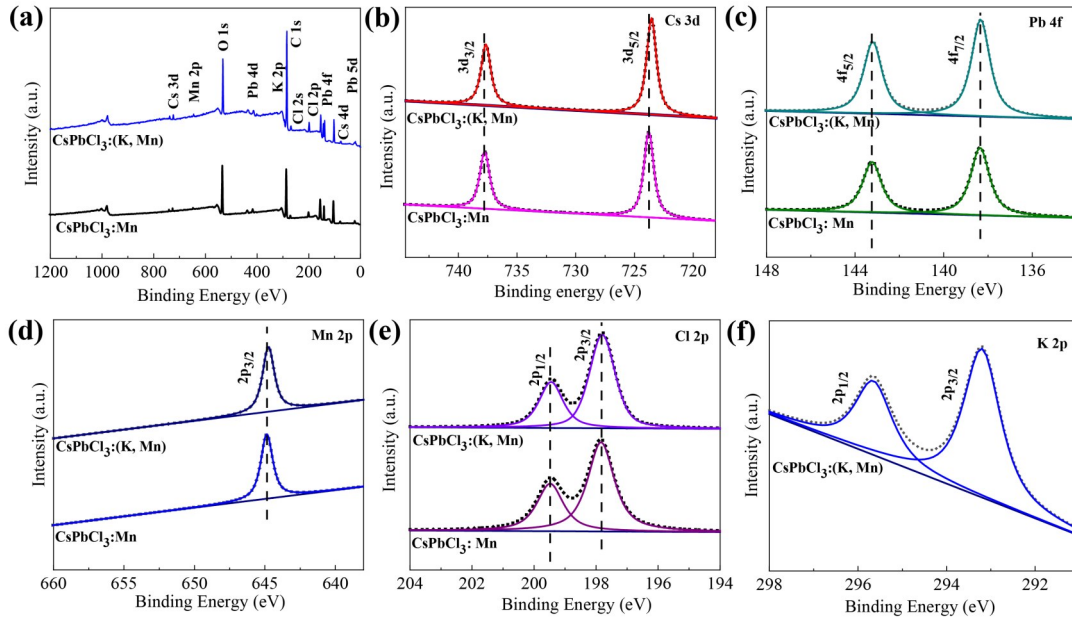 (a)
O 1s
C 1s
Cs 3d
Mn 2p
Pb 4d
K 2p
Cl 2s
Cl 2p
Pb 4f
Cs 4d
Pb 5d
CsPbCl3:(K, Mn)
CsPbCl3:Mn
Intensity (a.u.)
1200 1000 800 600 400 200 0
Binding Energy (eV)
(b)
Cs 3d
3d3/2
3d5/2
CsPbCl3:(K, Mn)
CsPbCl3:Mn
Intensity (a.u.)
740 735 730 725 720
Binding energy (eV)
(c)
Pb 4f
4f5/2
4f7/2
CsPbCl3:(K, Mn)
CsPbCl3: Mn
Intensity (a.u.)
148 144 140 136
Binding Energy (eV)
(d)
Mn 2p
2p3/2
CsPbCl3:(K, Mn)
CsPbCl3:Mn
Intensity (a.u.)
660 655 650 645 640
Binding Energy (eV)
(e)
Cl 2p
2p1/2
2p3/2
CsPbCl3:(K, Mn)
CsPbCl3: Mn
Intensity (a.u.)
204 202 200 198 196 194
Binding Energy (eV)
(f)
K 2p
2p1/2
2p3/2
CsPbCl3:(K, Mn)
Intensity (a.u.)
298 296 294 292
Binding Energy (eV)